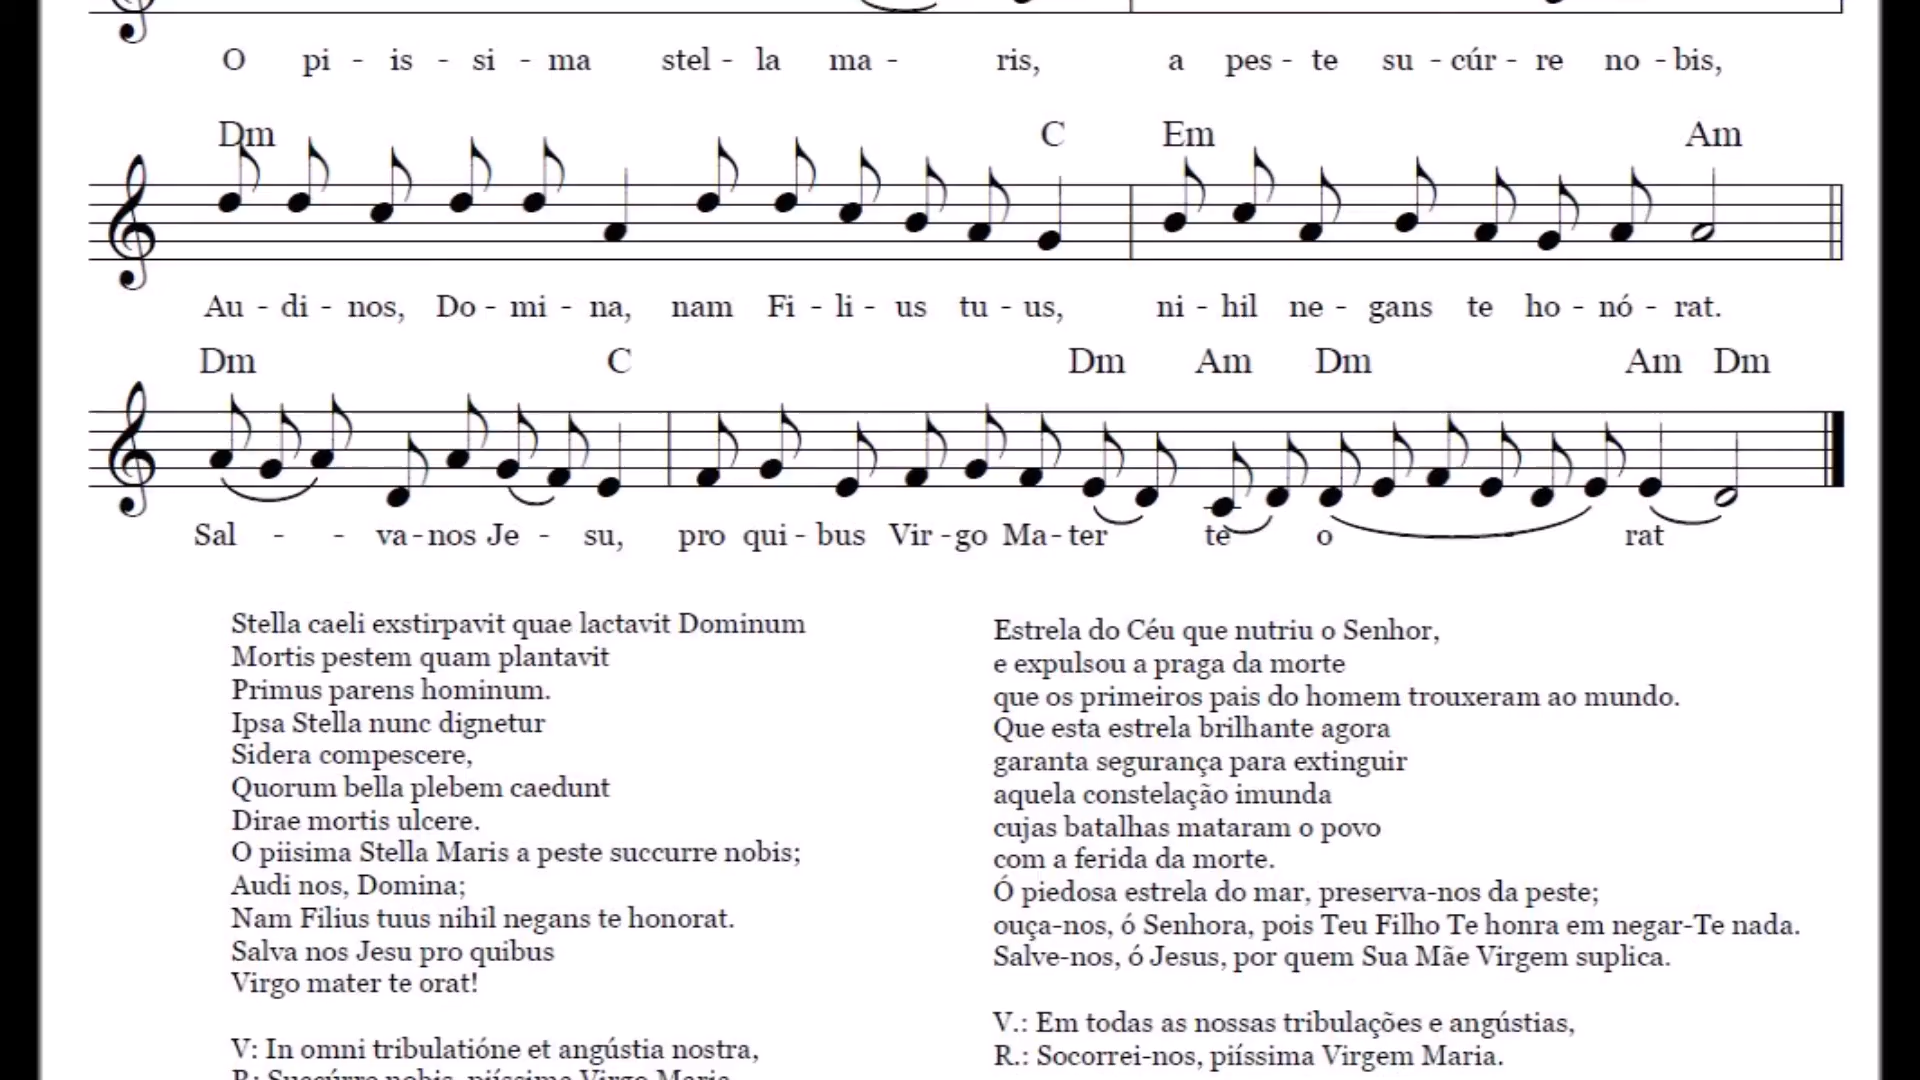 O pi - is - si - ma stel - la ma - ris, a pes - te su - cúr - re no - bis,
Dm C Em Am
Au - di - nos, Do - mi - na, nam Fi - li - us tu - us, ni - hil ne - gans te ho - nó - rat.
Dm C Dm Am Dm Am Dm
Sal - - va - nos Je - su, pro qui - bus Vir - go Ma - ter te o rat
Stella caeli exstirpavit quae lactavit Dominum
Mortis pestem quam plantavit
Primus parens hominum.
Ipsa Stella nunc dignetur
Sidera compescere,
Quorum bella plebem caedunt
Dirae mortis ulcere.
O piisima Stella Maris a peste succurre nobis;
Audi nos, Domina;
Nam Filius tuus nihil negans te honorat.
Salva nos Jesu pro quibus
Virgo mater te orat!
V: In omni tribulatióne et angústia nostra,
R: Succúrre nobis, piíssima Virgo Maria
Estrela do Céu que nutriu o Senhor,
e expulsou a praga da morte
que os primeiros pais do homem trouxeram ao mundo.
Que esta estrela brilhante agora
garanta segurança para extinguir
aquela constelação imunda
cujas batalhas mataram o povo
com a ferida da morte.
Ó piedosa estrela do mar, preserva-nos da peste;
ouça-nos, ó Senhora, pois Teu Filho Te honra em negar-Te nada.
Salve-nos, ó Jesus, por quem Sua Mãe Virgem suplica.
V.: Em todas as nossas tribulações e angústias,
R.: Socorrei-nos, piíssima Virgem Maria.